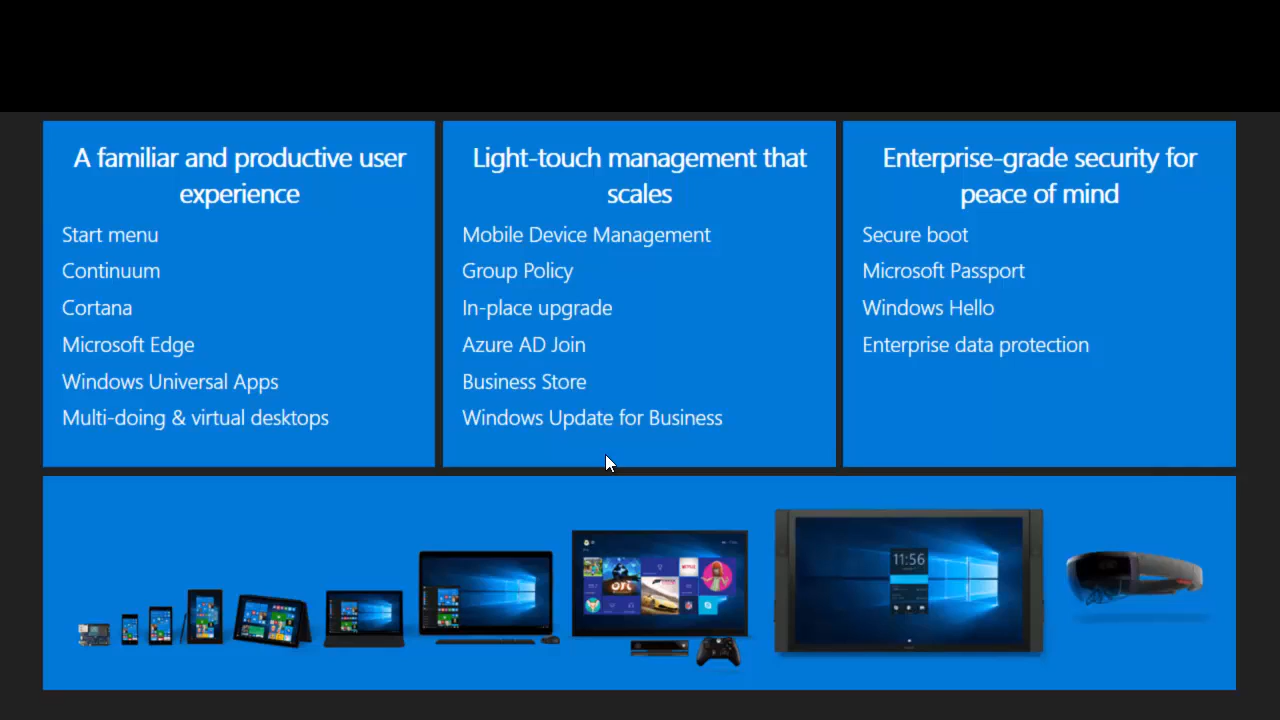 A familiar and productive user
experience
Start menu
Continuum
Cortana
Microsoft Edge
Windows Universal Apps
Multi-doing & virtual desktops
Light-touch management that
scales
Mobile Device Management
Group Policy
In-place upgrade
Azure AD Join
Business Store
Windows Update for Business
Enterprise-grade security for
peace of mind
Secure boot
Microsoft Passport
Windows Hello
Enterprise data protection
ori
NETFLIX
11:56